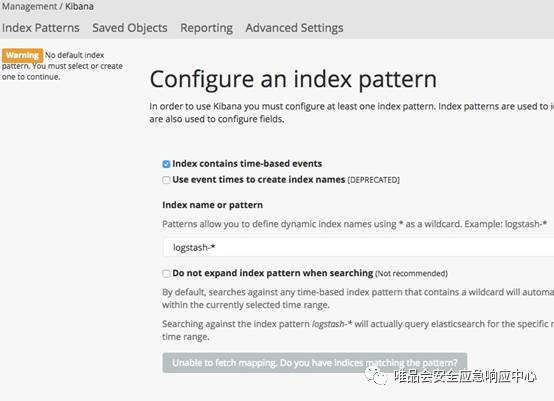 Management / Kibana
Index Patterns Saved Objects Reporting Advanced Settings
Warning No default index
pattern. You must select or create
one to continue.
Configure an index pattern
In order to use Kibana you must configure at least one index pattern. Index patterns are used to
are also used to configure fields.
Index contains time-based events
Use event times to create index names [DEPRECATED]
Index name or pattern
Patterns allow you to define dynamic index names using * as a wildcard. Example: logstash-*
logstash-*
Do not expand index pattern when searching (Not recommended)
By default, searches against any time-based index pattern that contains a wildcard will
within the currently selected time range.
Searching against the index pattern logstash-* will actually query elasticsearch for the specific
time range.
Unable to fetch mapping. Do you have indices matching the pattern?
唯品会安全应急响应中心